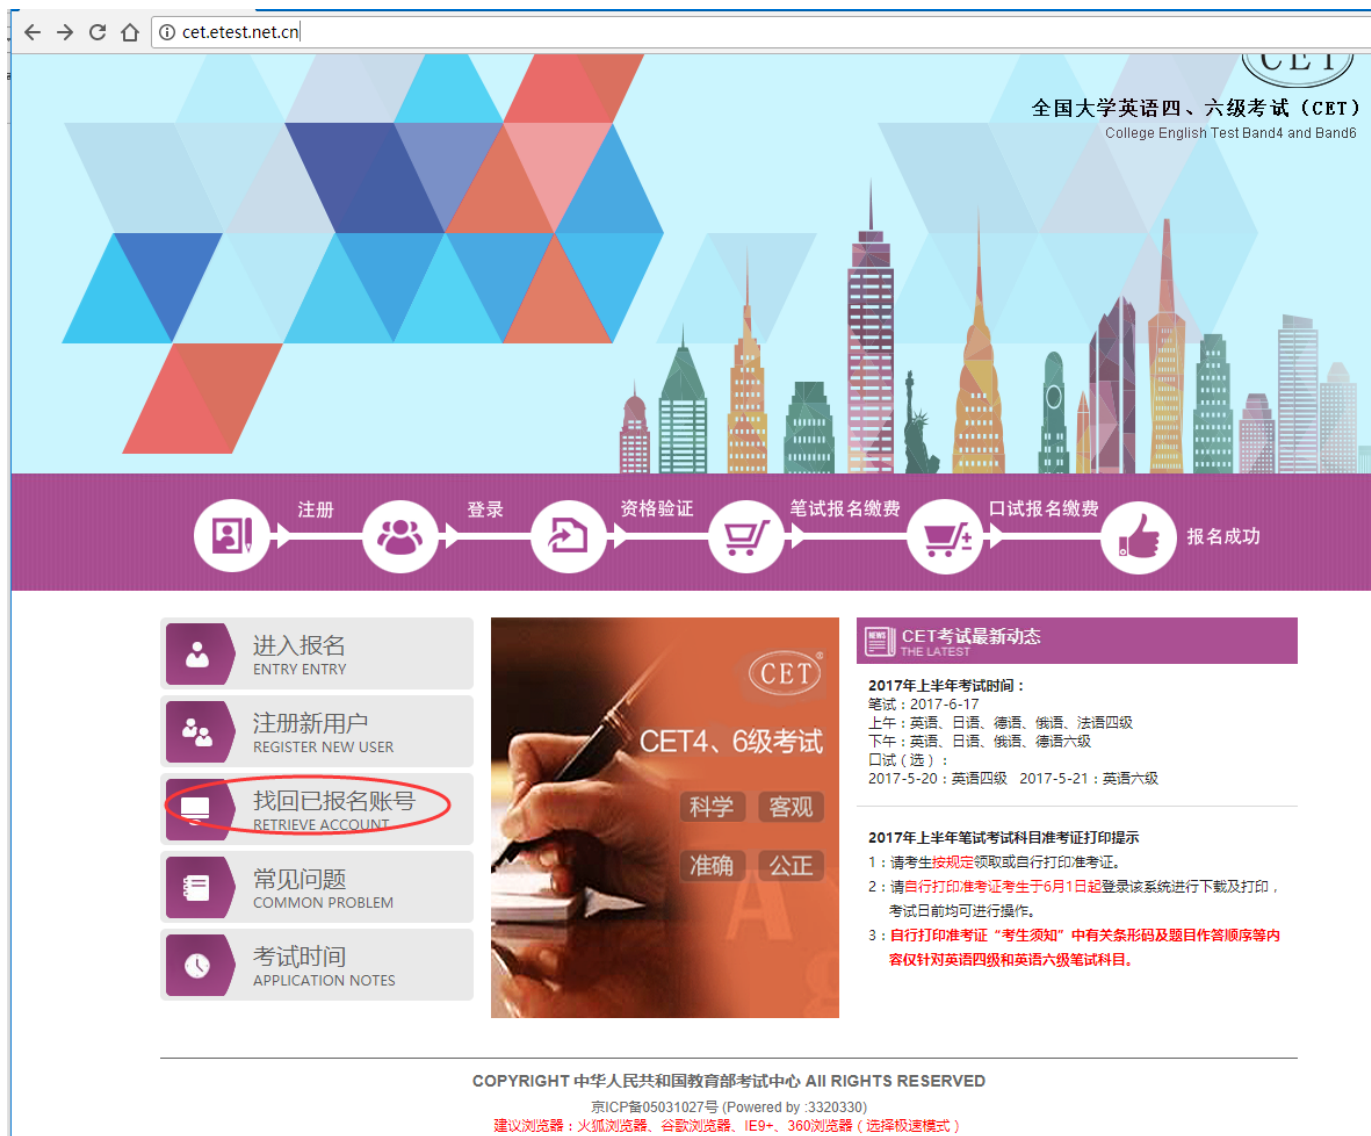 cet.etest.net.cn
CET
全国大学英语四、六级考试（CET）
College English Test Band4 and Band6
注册
登录
资格验证
笔试报名缴费
口试报名缴费
报名成功
进入报名
ENTRY ENTRY
注册新用户
REGISTER NEW USER
找回已报名账号
RETRIEVE ACCOUNT
常见问题
COMMON PROBLEM
考试时间
APPLICATION NOTES
CET
®
CET4、6级考试
科学 客观
准确 公正
NEWS
CET考试最新动态
THE LATEST
2017年上半年考试时间：
笔试：2017-6-17
上午：英语、日语、德语、俄语、法语四级
下午：英语、日语、俄语、德语六级
口试（选）：
2017-5-20：英语四级 2017-5-21：英语六级
2017年上半年笔试考试科目准考证打印提示
1：请考生按规定领取或自行打印准考证。
2：请自行打印准考证考生于6月1日起登录该系统进行下载及打印，
考试日前均可进行操作。
3：自行打印准考证“考生须知”中有关条形码及题目作答顺序等内
容仅针对英语四级和英语六级笔试科目。
COPYRIGHT 中华人民共和国教育部考试中心 All RIGHTS RESERVED
京ICP备05031027号 (Powered by :3320330)
建议浏览器：火狐浏览器、谷歌浏览器、IE9+、360浏览器（选择极速模式）